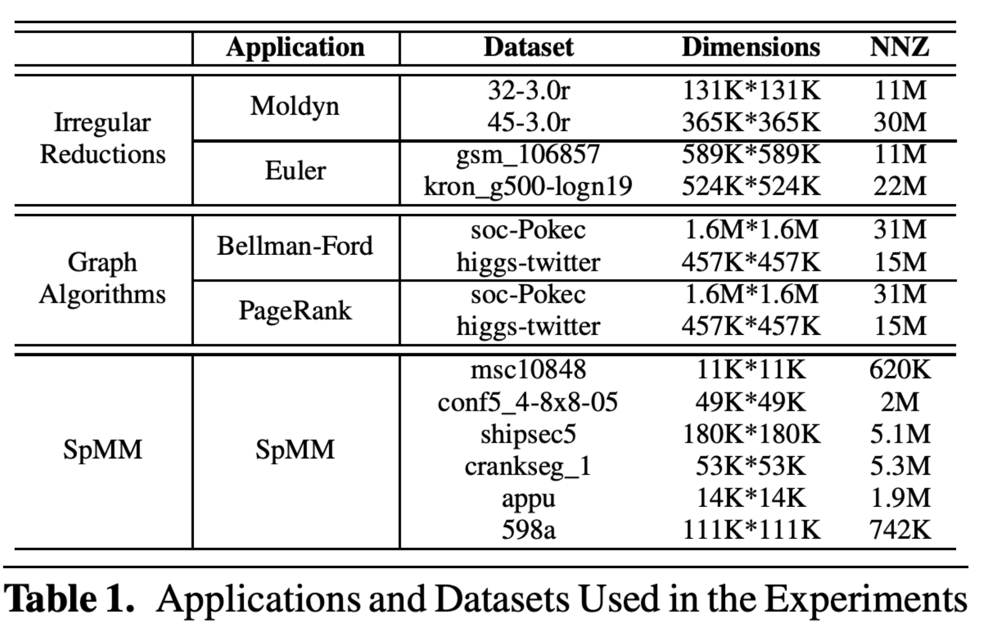 Application Dataset Dimensions NNZ
Irregular Reductions Moldyn 32-3.0r 131K*131K 11M
45-3.0r 365K*365K 30M
Euler gsm_106857 589K*589K 11M
kron_g500-logn19 524K*524K 22M
Graph Algorithms Bellman-Ford soc-Pokec 1.6M*1.6M 31M
higgs-twitter 457K*457K 15M
PageRank soc-Pokec 1.6M*1.6M 31M
higgs-twitter 457K*457K 15M
SpMM SpMM msc10848 11K*11K 620K
conf5_4-8x8-05 49K*49K 2M
shipsec5 180K*180K 5.1M
crankseg_1 53K*53K 5.3M
appu 14K*14K 1.9M
598a 111K*111K 742K
Table 1. Applications and Datasets Used in the Experiments